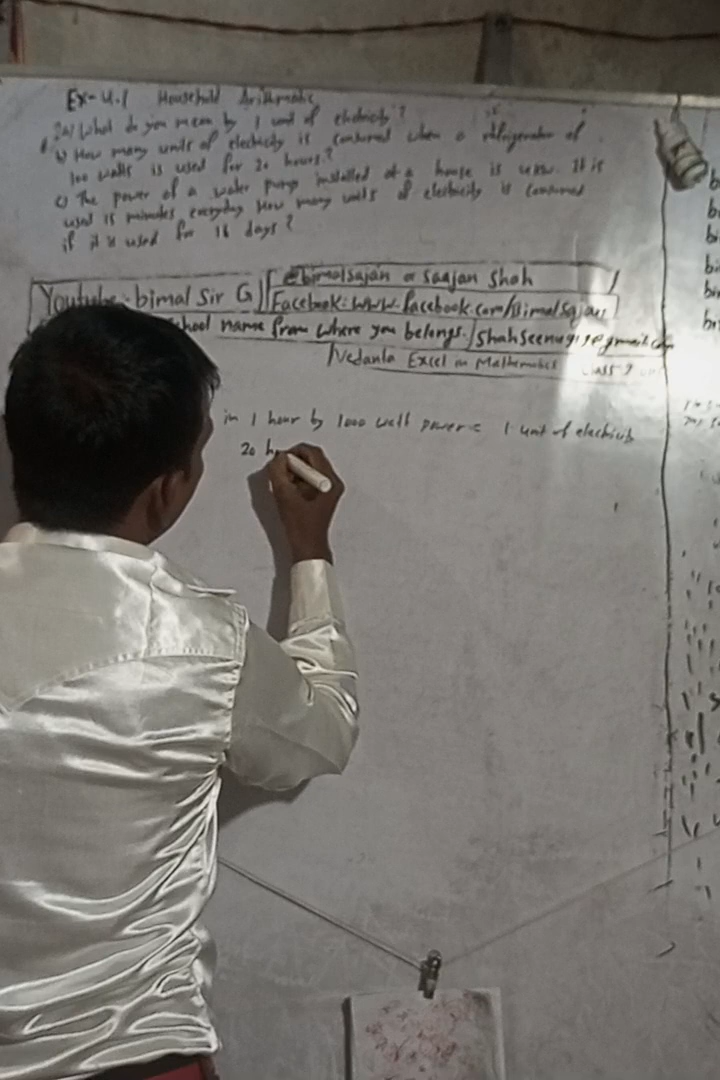 Ex-4.1 Household Arithmetic
2a) What do you mean by 1 unit of electricity?
b) How many units of electricity is consumed when a refrigerator of
100 watts is used for 20 hours?
c) The power of a water pump installed at a house is It is
used 15 minutes everyday How many units of electricity is consumed
if it is used for 16 days?
Youtube:- bimal Sir G
@bimalsajan or Saajan Shah
Facebook:- www.facebook.com/Bimalsajan
hool name from where you belongs.
Vedanta Excel in Mathematics Class 9
in 1 hour by 1000 watt power = 1 unit of electricity
20 h